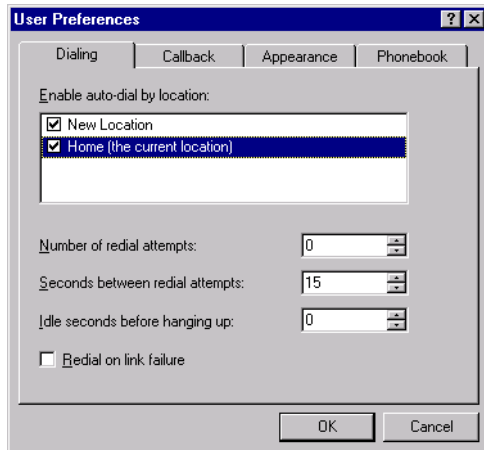 User Preferences
Dialing Callback Appearance Phonebook
Enable auto-dial by location:
New Location
Home (the current location)
Number of redial attempts: 0
Seconds between redial attempts: 15
Idle seconds before hanging up: 0
Redial on link failure
OK Cancel